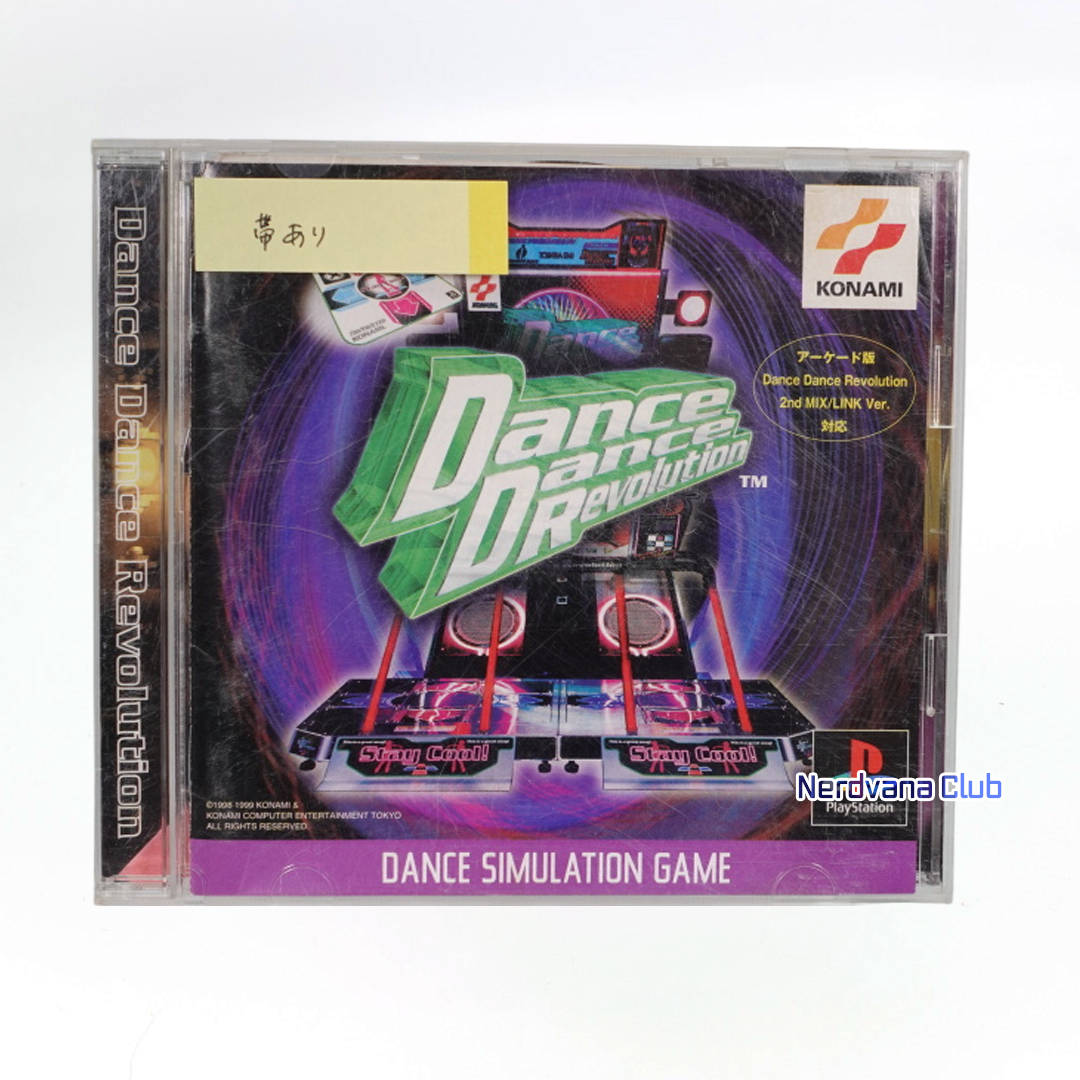 Dance Dance Revolution
帯あり
KONAMI
アーケード版
Dance Dance Revolution
2nd MIX/LINK Ver.
対応
Dance
Dance
Dance
Revolution
TM
Stay Cool!
Stay Cool!
Nerdvana Club
PlayStation
©1998-1999 KONAMI &
KONAMI COMPUTER ENTERTAINMENT TOKYO
ALL RIGHTS RESERVED.
DANCE SIMULATION GAME